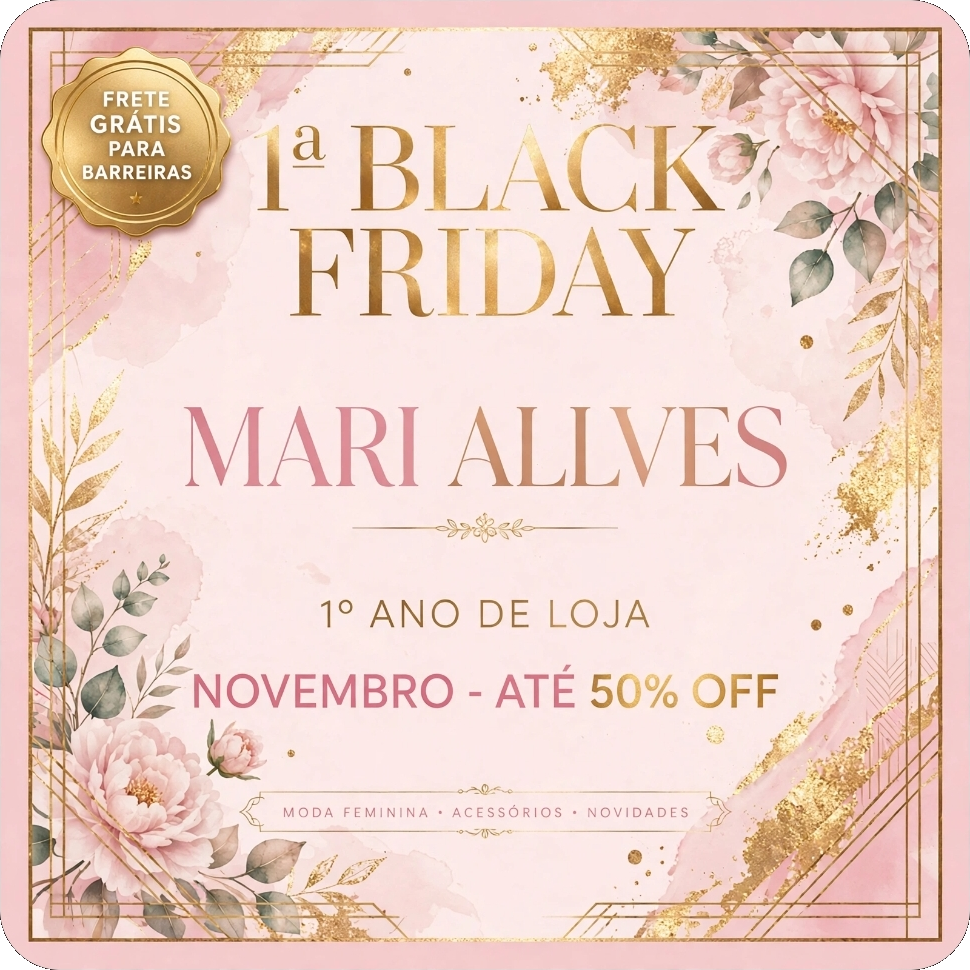 FRETE
GRÁTIS
PARA
BARREIRAS
1ª BLACK
FRIDAY
MARI ALLVES
1º ANO DE LOJA
NOVEMBRO - ATÉ 50% OFF
MODA FEMININA • ACESSÓRIOS • NOVIDADES